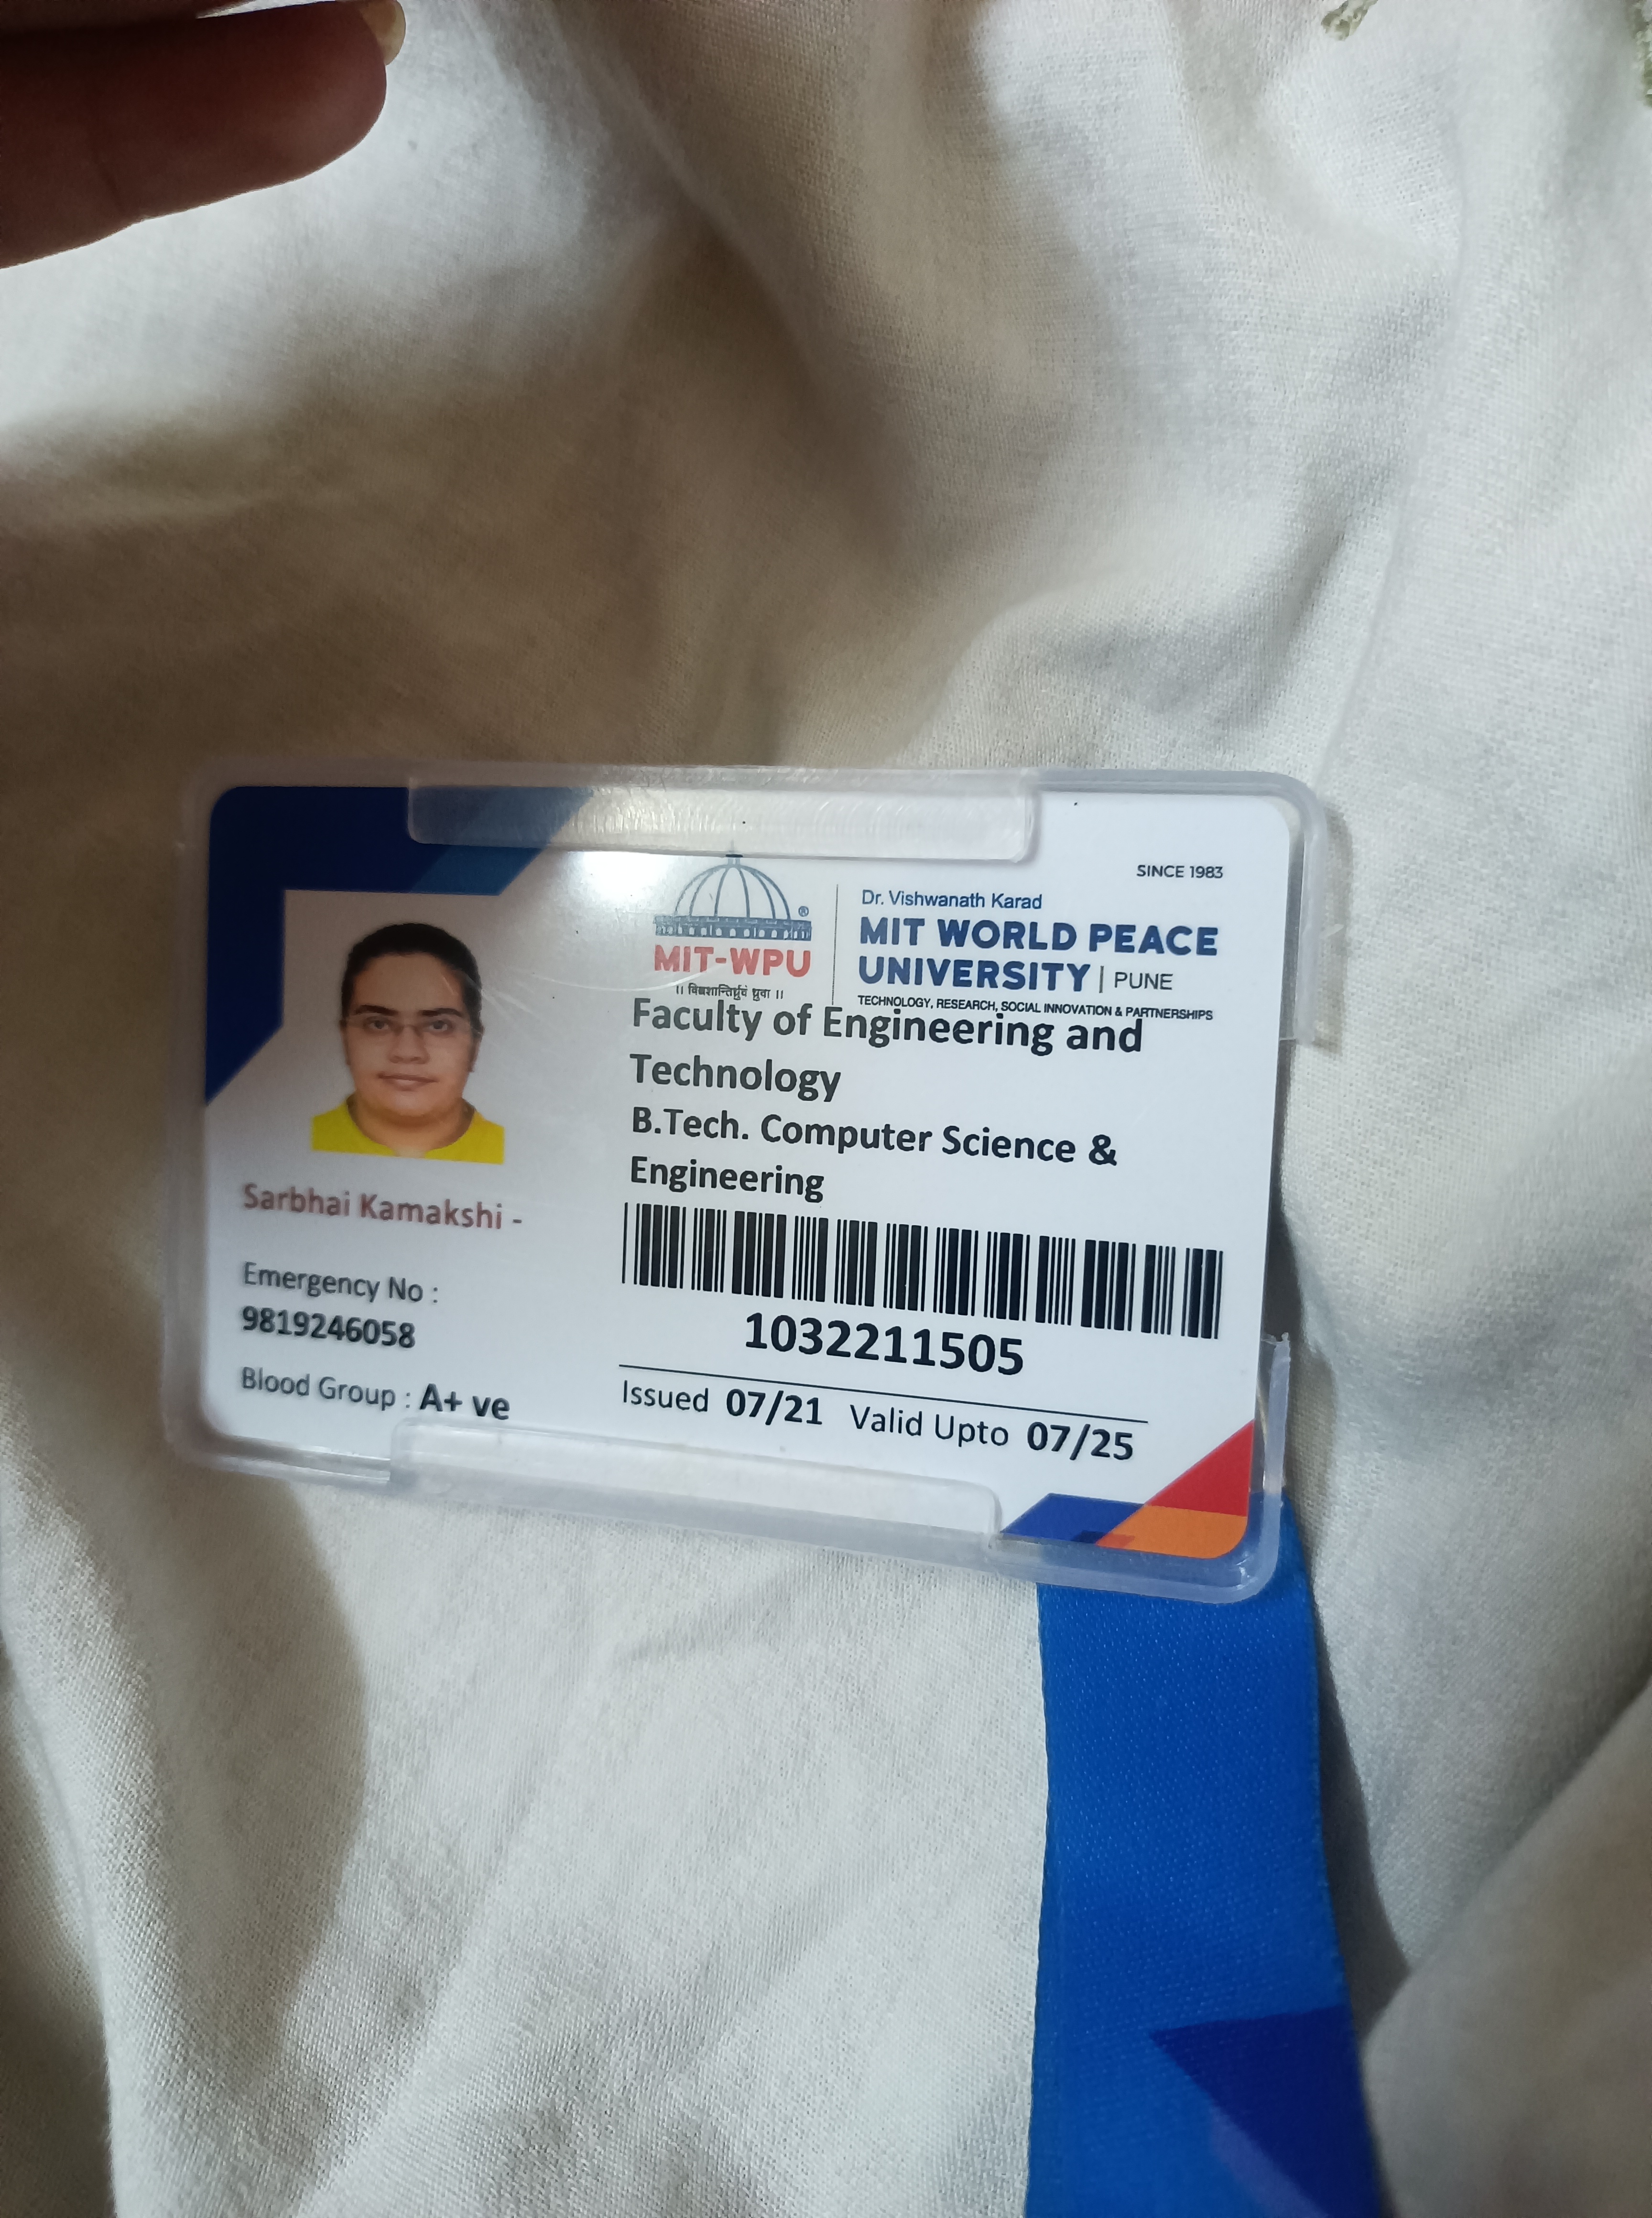 SINCE 1983
Dr. Vishwanath Karad
MIT WORLD PEACE
UNIVERSITY | PUNE
TECHNOLOGY, RESEARCH, SOCIAL INNOVATION & PARTNERSHIPS
®
MIT-WPU
।। विश्वशान्तिर्ध्रुवं ध्रुवा ।।
Faculty of Engineering and
Technology
B.Tech. Computer Science &
Engineering
1032211505
Issued 07/21 Valid Upto 07/25
Sarbhai Kamakshi -
Emergency No :
9819246058
Blood Group : A+ ve